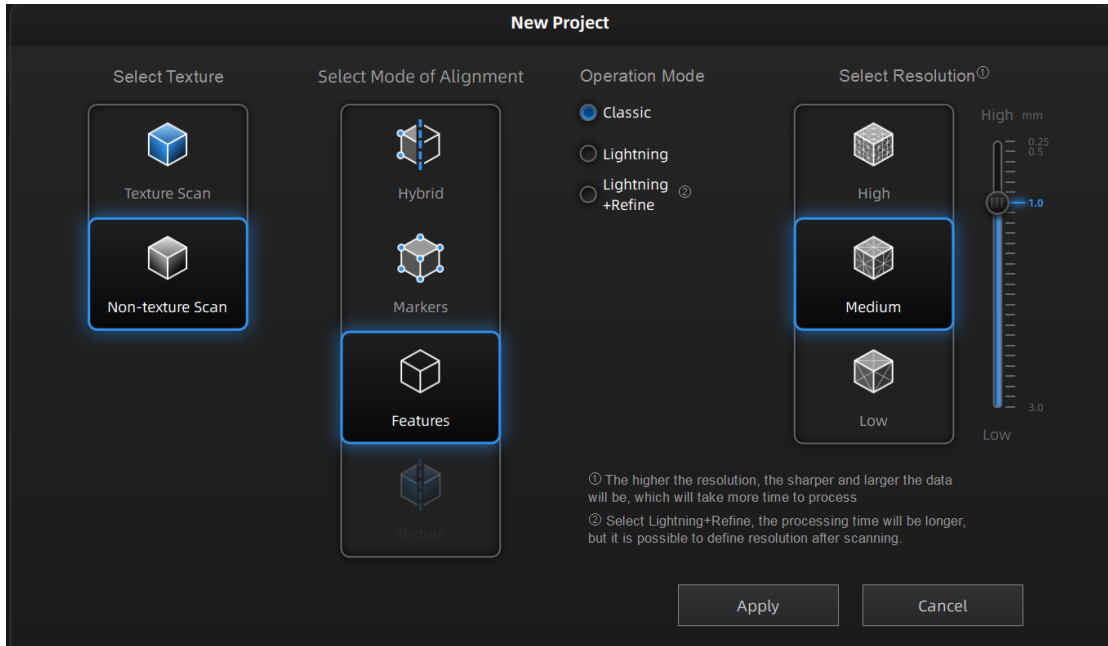 New Project
Select Texture
Texture Scan
Non-texture Scan
Select Mode of Alignment
Hybrid
Markers
Features
Texture
Operation Mode
Classic
Lightning
Lightning ②
+Refine
Select Resolution①
High
Medium
Low
High mm
0.25
0.5
1.0
3.0
Low
① The higher the resolution, the sharper and larger the data
will be, which will take more time to process
② Select Lightning+Refine, the processing time will be longer,
but it is possible to define resolution after scanning.
Apply
Cancel